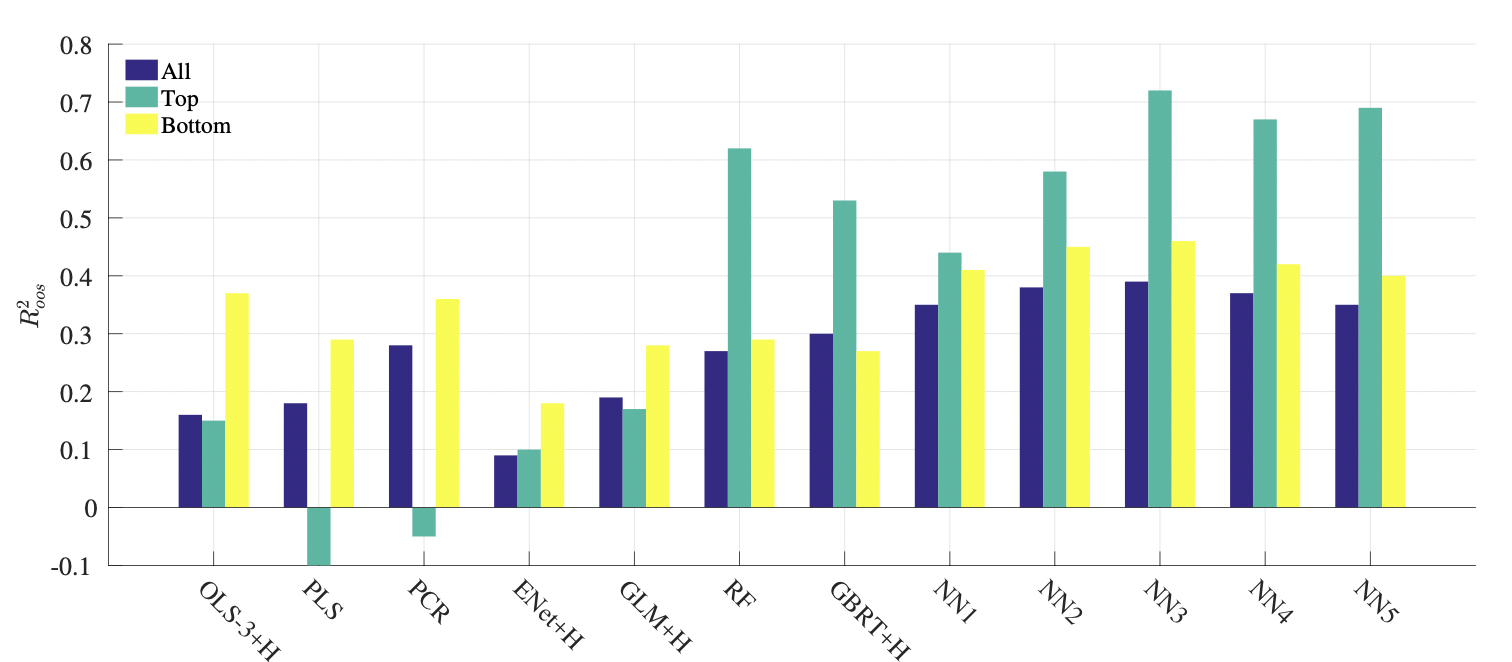 0.8
0.7
0.6
0.5
0.4
0.3
0.2
0.1
0
-0.1
R²oos
All
Top
Bottom
OLS-3+H
PLS
PCR
ENet+H
GLM+H
RF
GBRT+H
NN1
NN2
NN3
NN4
NN5